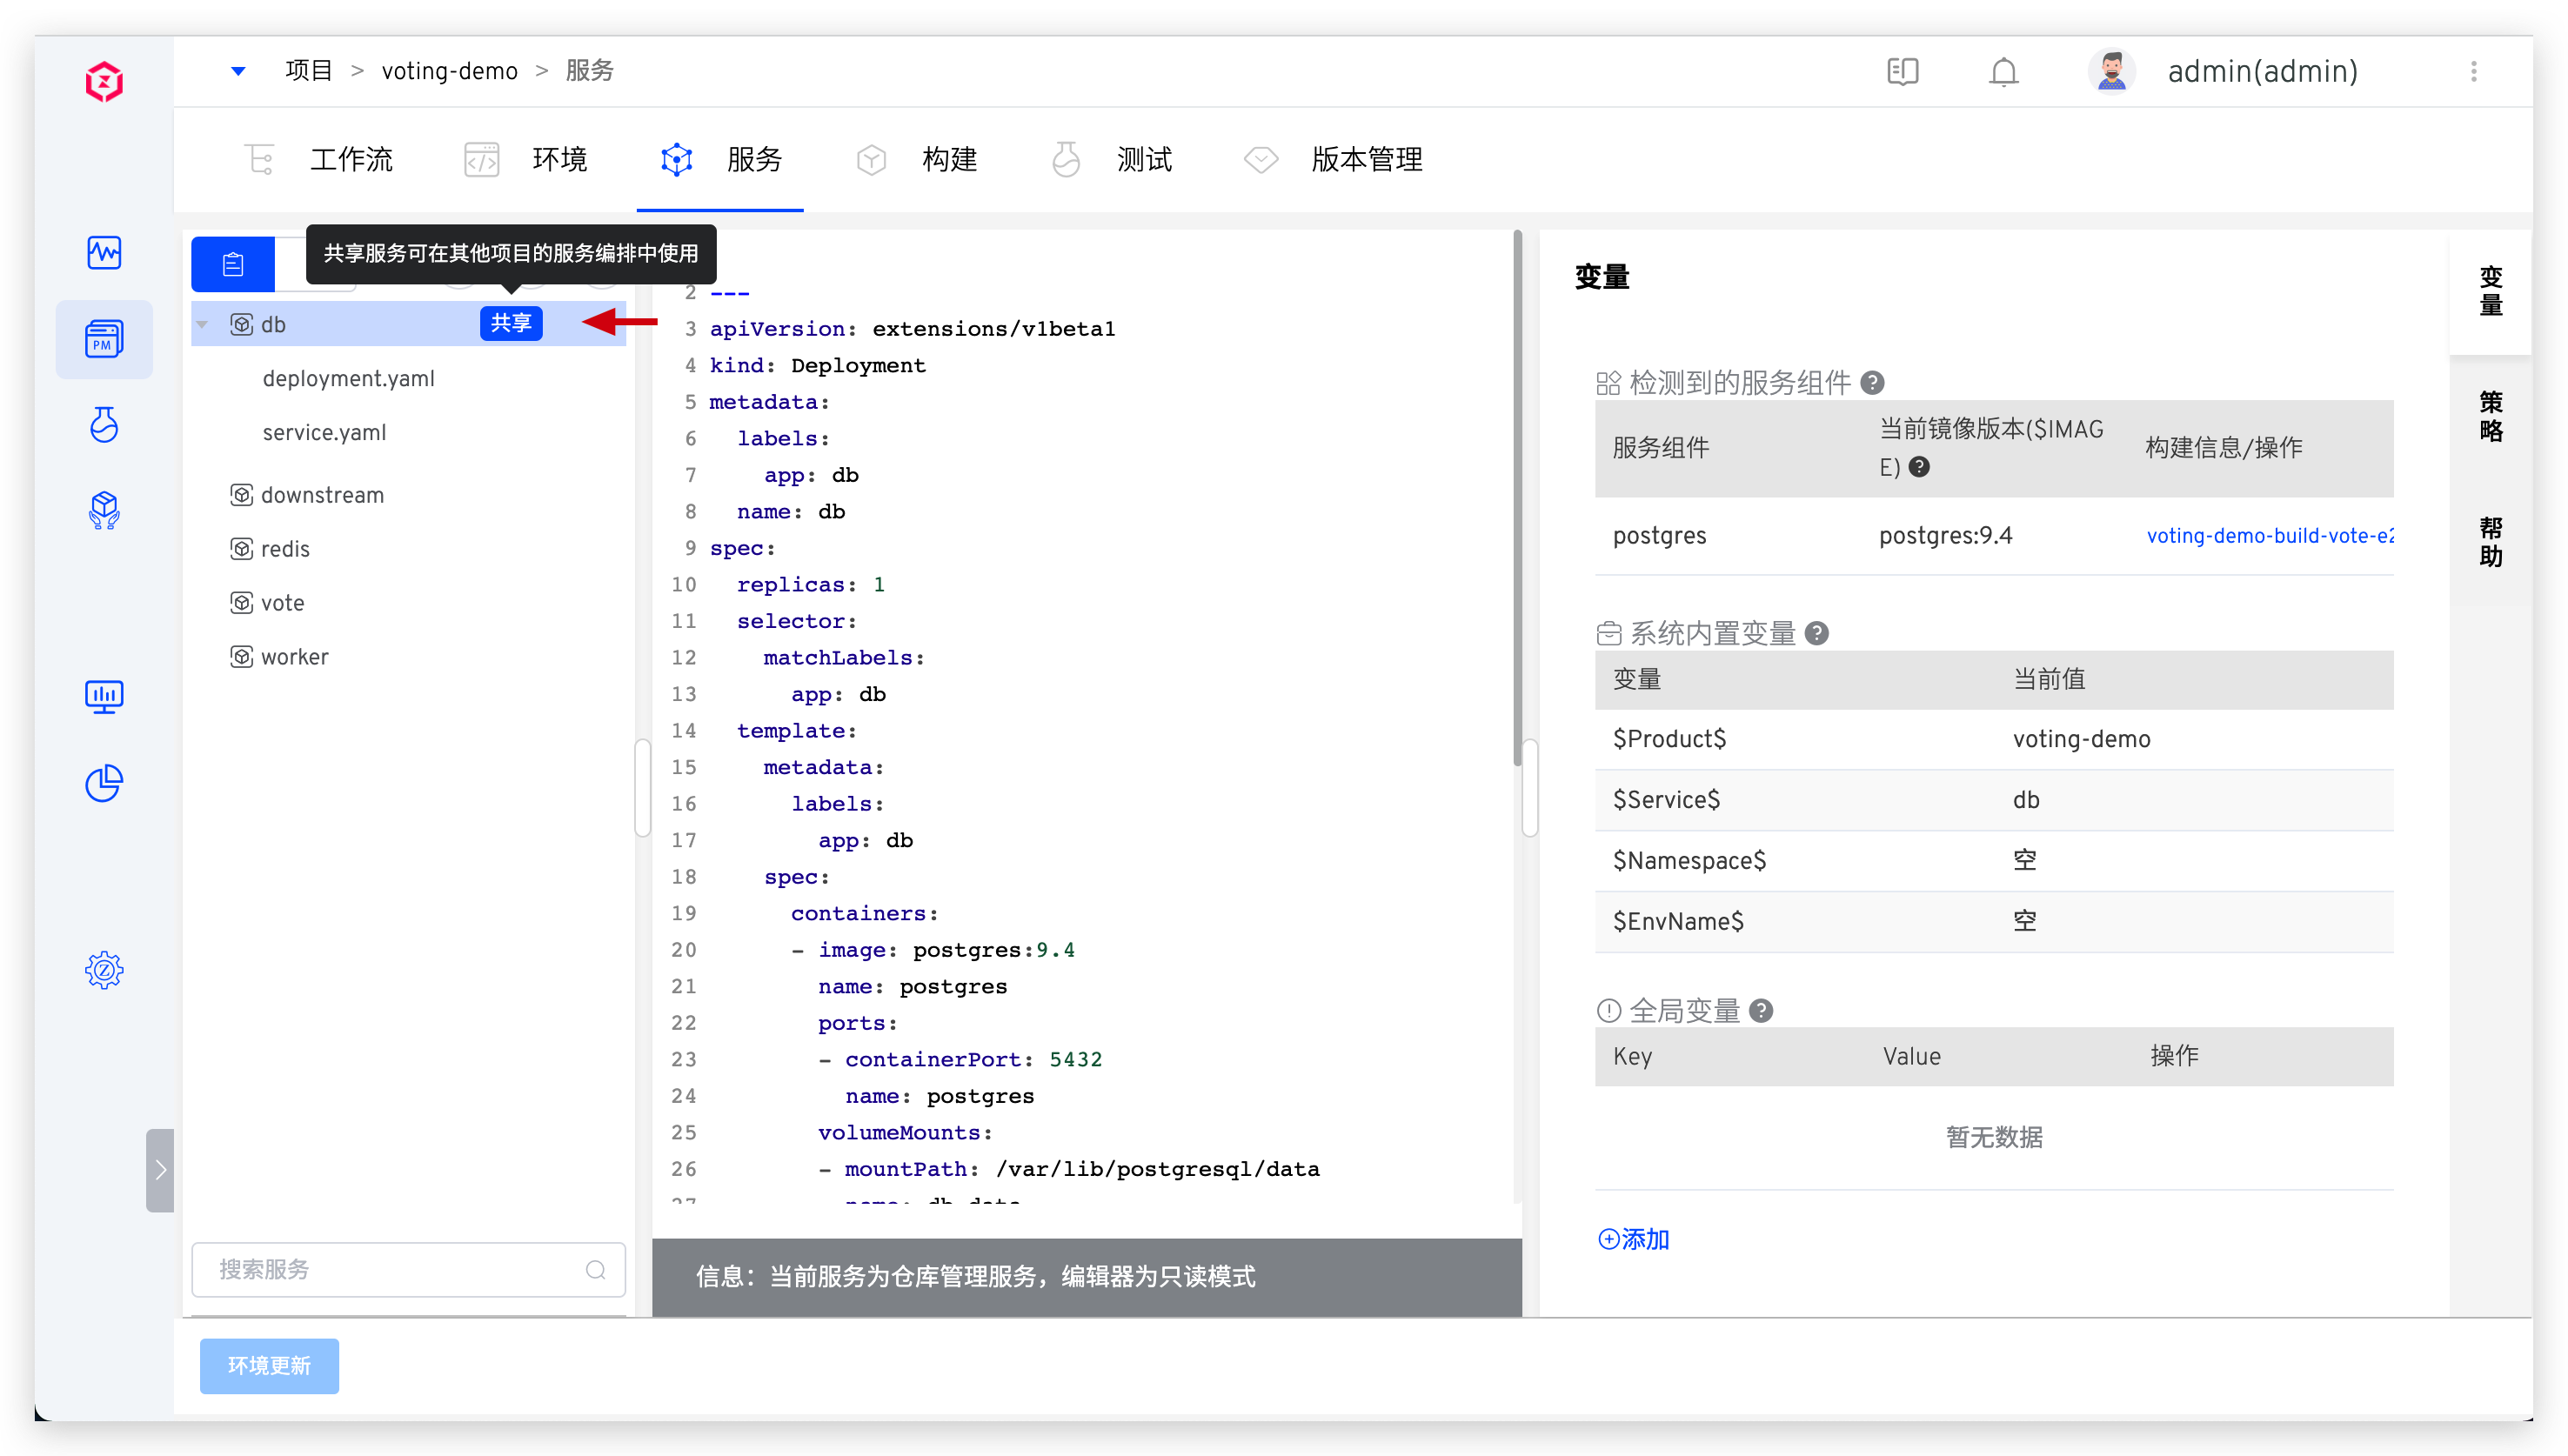 项目 > voting-demo > 服务
admin(admin)
工作流 环境 服务 构建 测试 版本管理
共享服务可在其他项目的服务编排中使用
PM
db 共享
deployment.yaml
service.yaml
downstream
redis
vote
worker
搜索服务
2 ---
3 apiVersion: extensions/v1beta1
4 kind: Deployment
5 metadata:
6 labels:
7 app: db
8 name: db
9 spec:
10 replicas: 1
11 selector:
12 matchLabels:
13 app: db
14 template:
15 metadata:
16 labels:
17 app: db
18 spec:
19 containers:
20 - image: postgres:9.4
21 name: postgres
22 ports:
23 - containerPort: 5432
24 name: postgres
25 volumeMounts:
26 - mountPath: /var/lib/postgresql/data
信息：当前服务为仓库管理服务，编辑器为只读模式
变量
检测到的服务组件 ?
服务组件 当前镜像版本($IMAG
E) ? 构建信息/操作
postgres postgres:9.4 voting-demo-build-vote-e2
系统内置变量 ?
变量 当前值
$Product$ voting-demo
$Service$ db
$Namespace$ 空
$EnvName$ 空
全局变量 ?
Key Value 操作
暂无数据
添加
变量
策略
帮助
环境更新